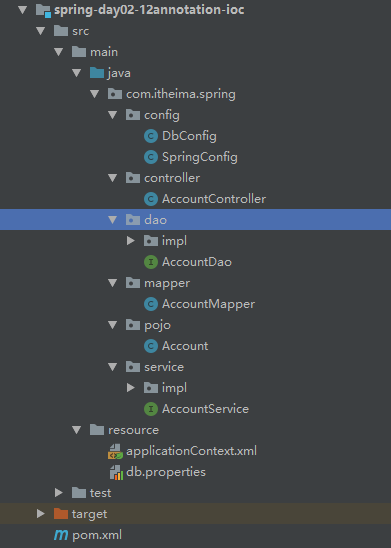 spring-day02-12annotation-ioc
src
main
java
com.itheima.spring
config
DbConfig
SpringConfig
controller
AccountController
dao
impl
AccountDao
mapper
AccountMapper
pojo
Account
service
impl
AccountService
resource
applicationContext.xml
db.properties
test
target
pom.xml